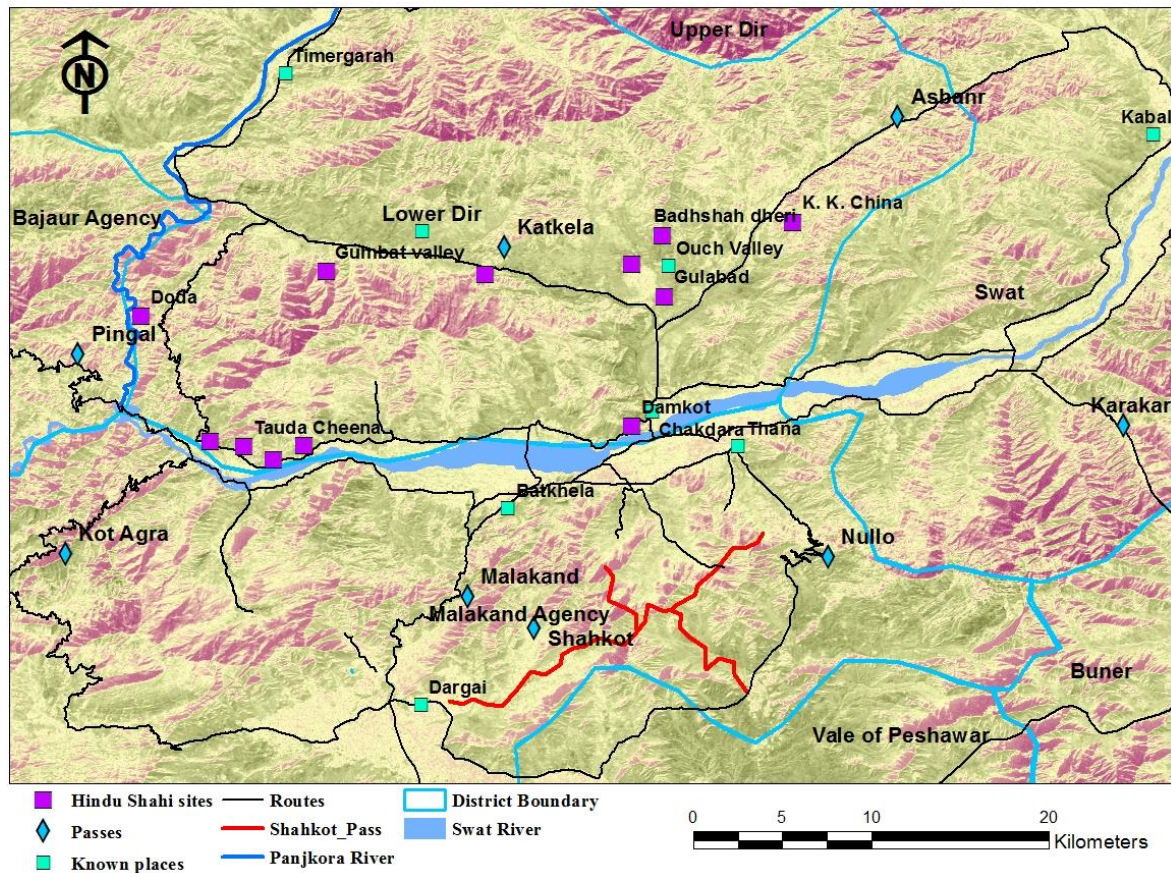 Upper Dir
N
Timergarah
Asbanr
Kabal
Bajaur Agency
Lower Dir
Badhshah dheri
K. K. China
Katkela
Gumbat valley
Ouch Valley
Gulabad
Swat
Doda
Pingal
Damkot
Karakar
Tauda Cheena
Chakdara
Thana
Batkhela
Kot Agra
Nullo
Malakand
Malakand Agency
Shahkot
Buner
Dargai
Vale of Peshawar
Hindu Shahi sites
Routes
District Boundary
Passes
Shahkot_Pass
Swat River
Known places
Panjkora River
0 5 10 20
Kilometers